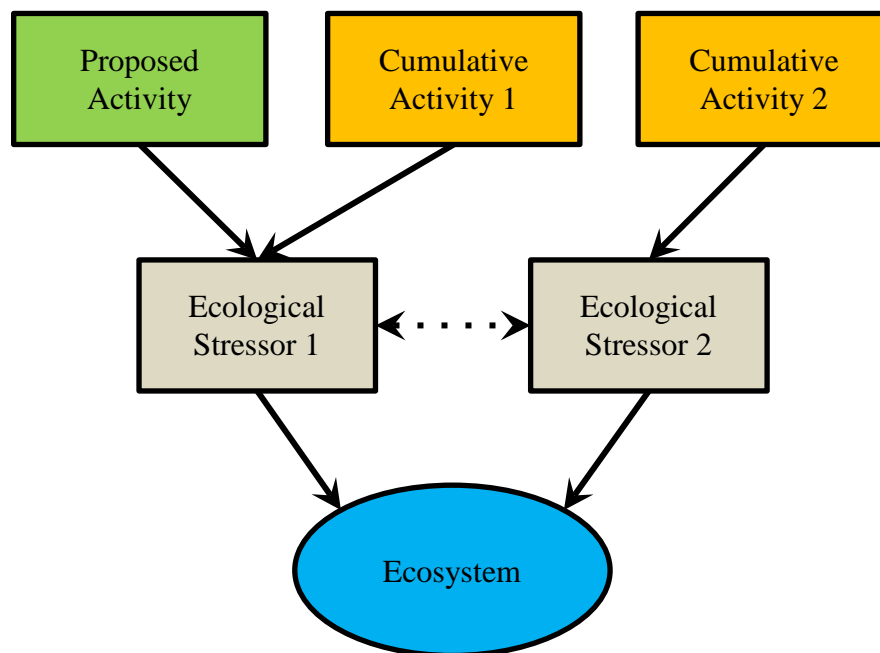 Proposed
Activity
Cumulative
Activity 1
Cumulative
Activity 2
Ecological
Stressor 1
Ecological
Stressor 2
Ecosystem